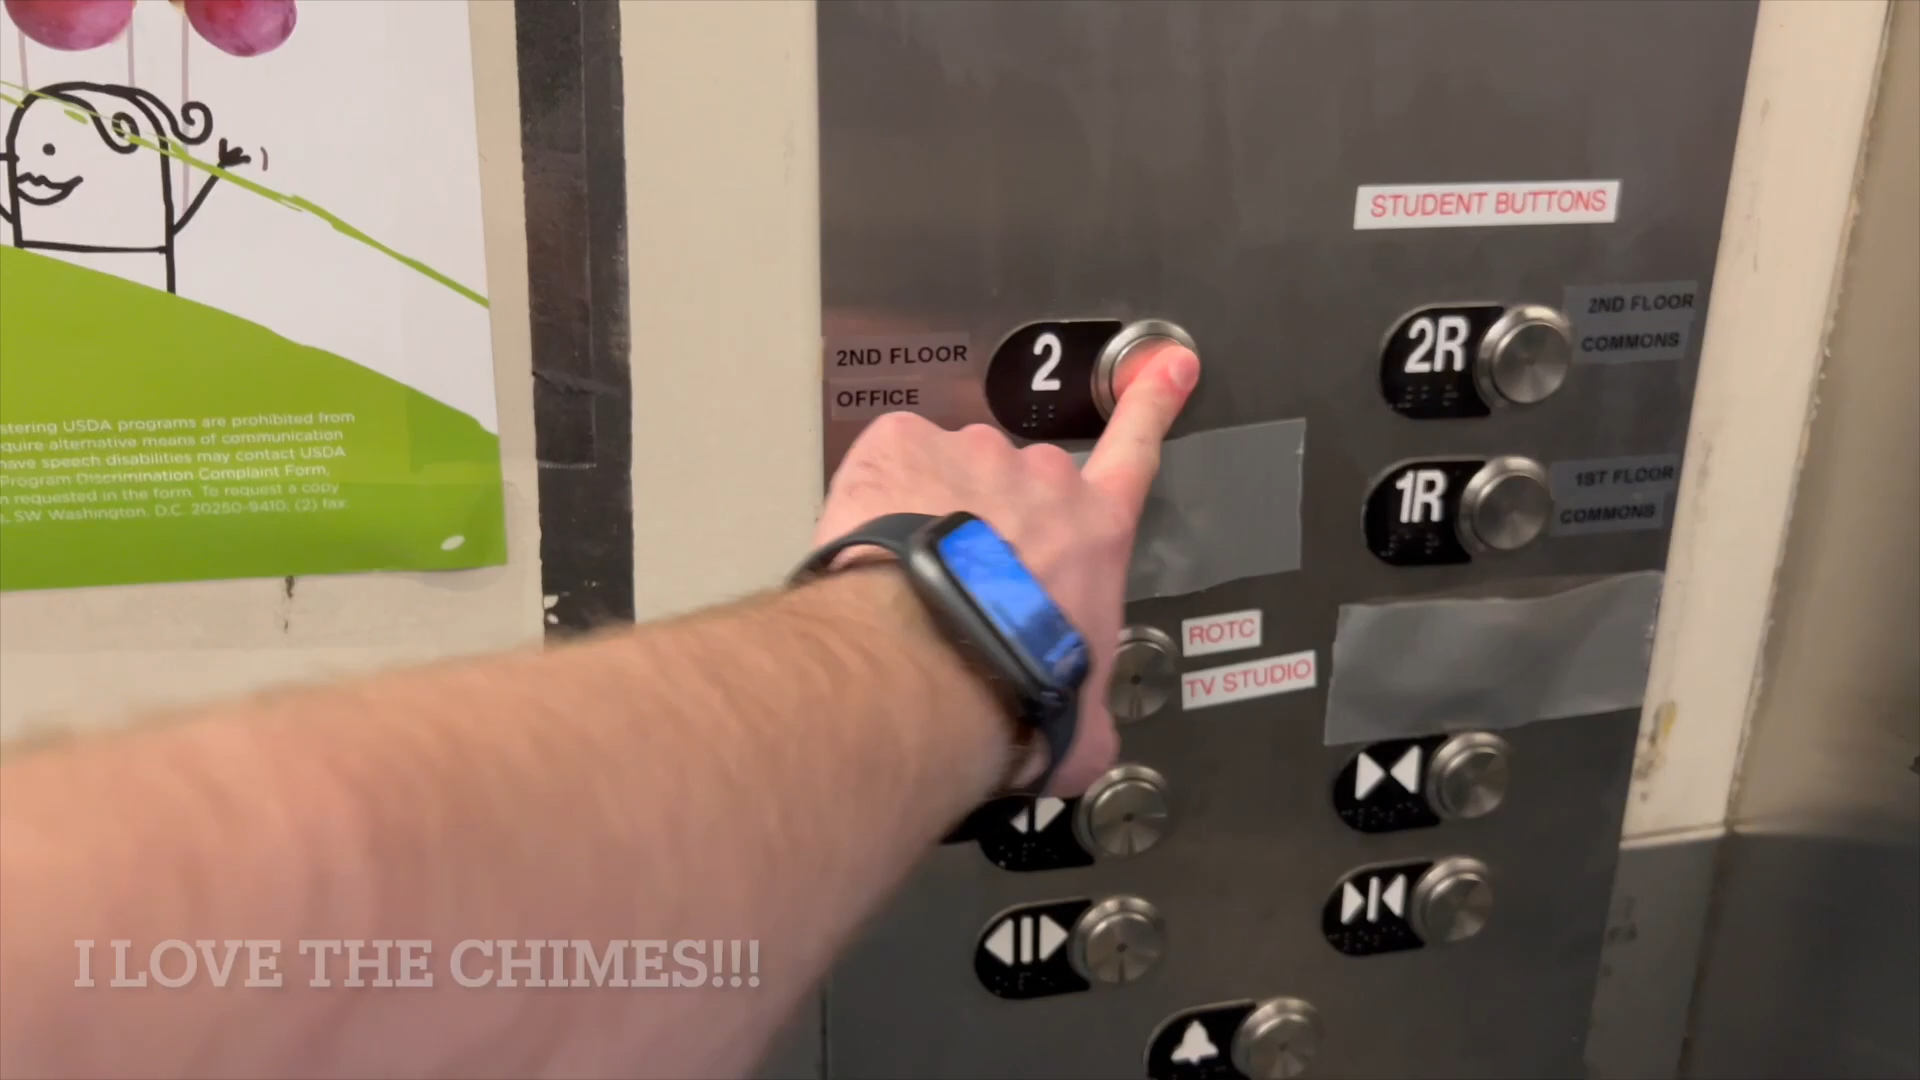 stering USDA programs are prohibited from
quire alternative means of communication
have speech disabilities may contact USDA
Program Discrimination Complaint Form,
n requested in the form. To request a copy
SW Washington, D.C. 20250-9410; (2) fax:
STUDENT BUTTONS
2ND FLOOR
OFFICE
2
2R
2ND FLOOR
COMMONS
1R
1ST FLOOR
COMMONS
ROTC
TV STUDIO
I LOVE THE CHIMES!!!